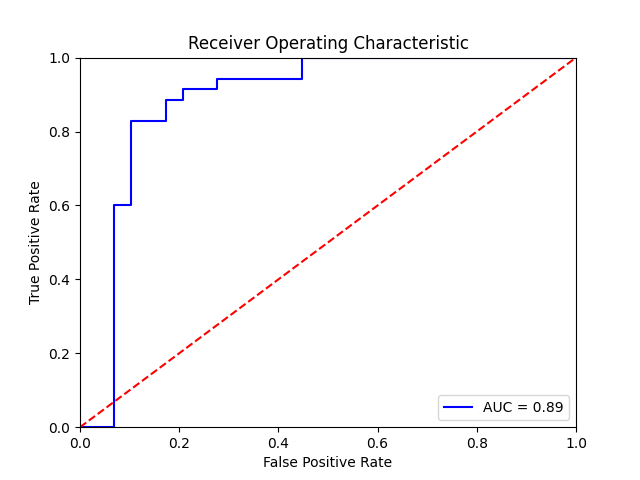 Receiver Operating Characteristic
1.0
0.8
0.6
0.4
0.2
0.0
True Positive Rate
AUC = 0.89
0.0 0.2 0.4 0.6 0.8 1.0
False Positive Rate